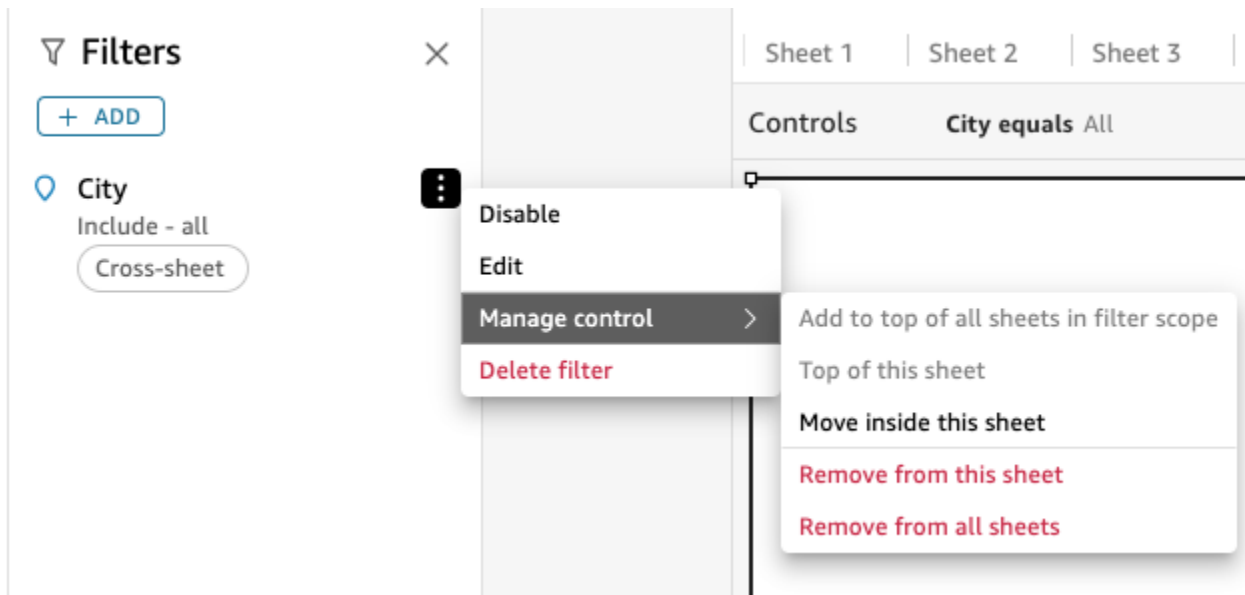 Filters
+ ADD
City
Include - all
Cross-sheet
Disable
Edit
Manage control
Delete filter
Sheet 1
Sheet 2
Sheet 3
Controls
City equals All
Add to top of all sheets in filter scope
Top of this sheet
Move inside this sheet
Remove from this sheet
Remove from all sheets